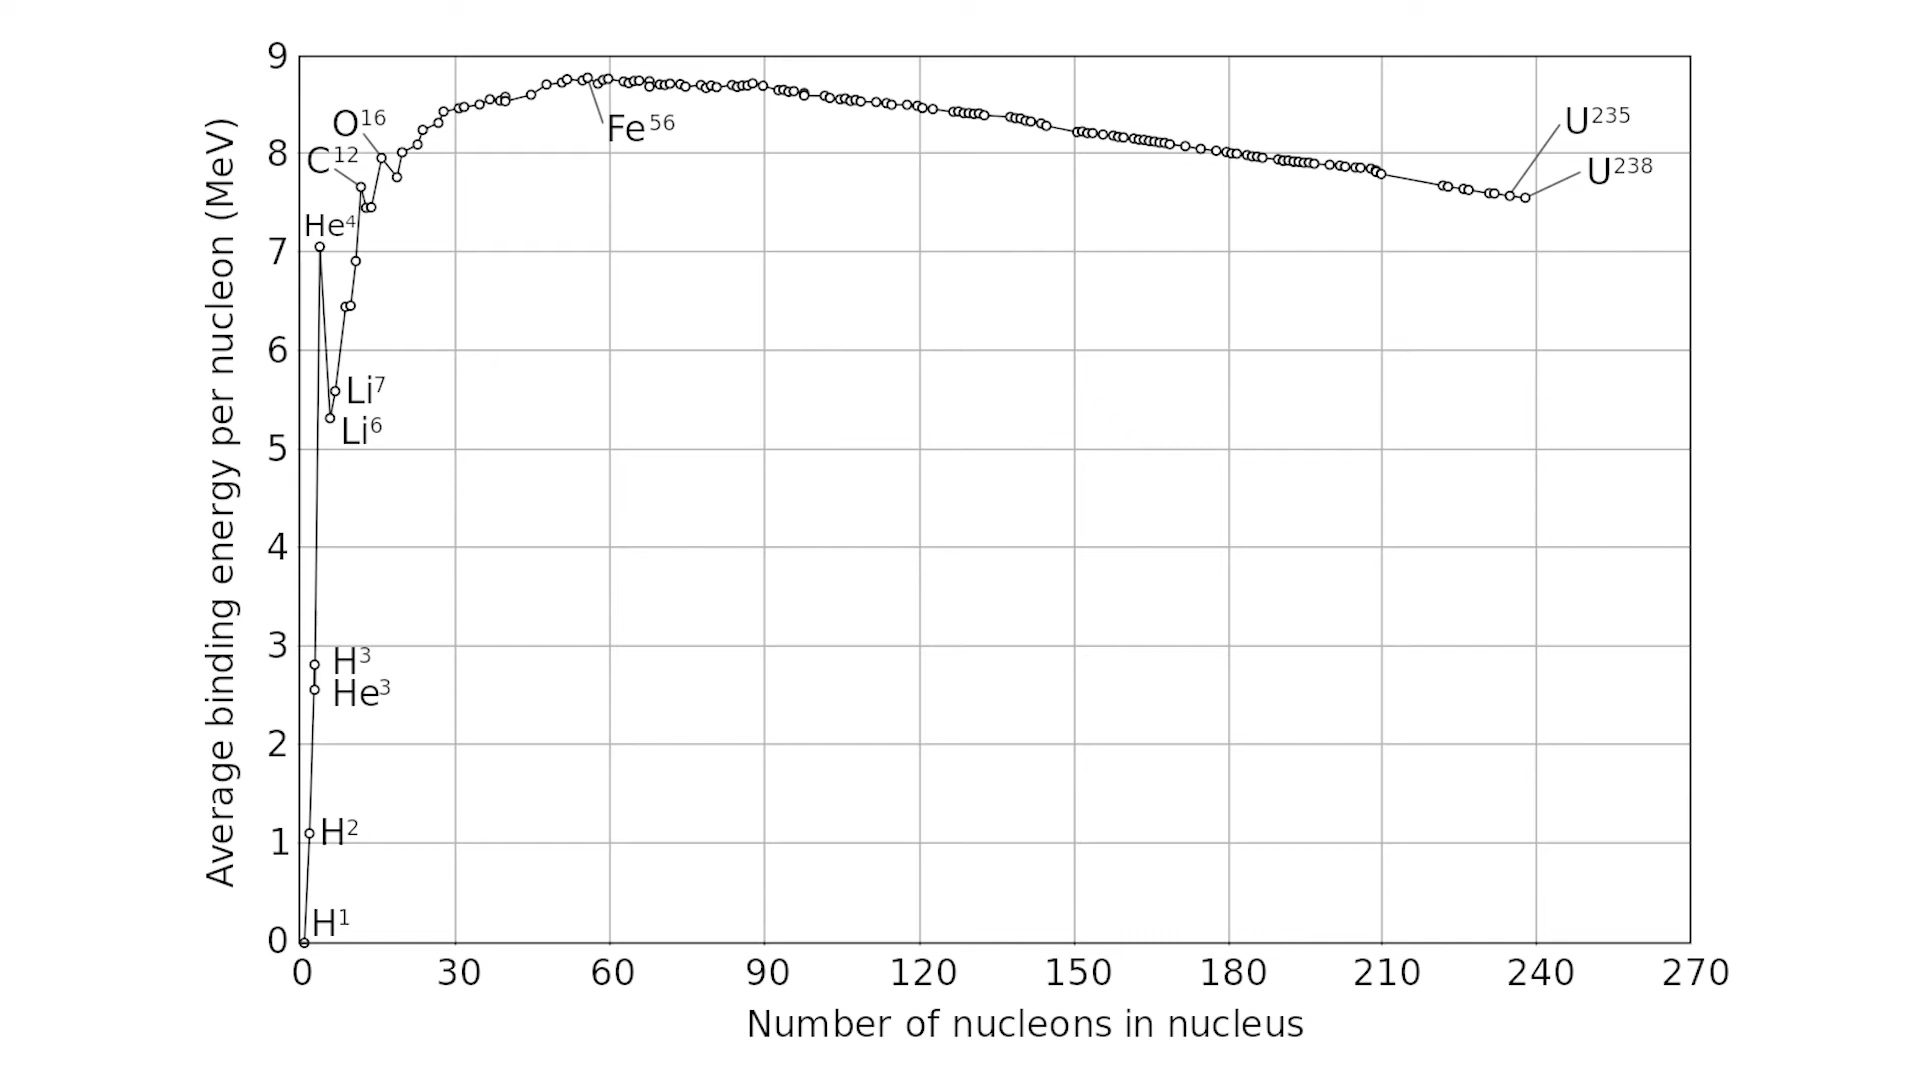 Average binding energy per nucleon (MeV)
9
8
7
6
5
4
3
2
1
0
O¹⁶
C¹²
He⁴
Li⁷
Li⁶
H³
He³
H²
H¹
Fe⁵⁶
U²³⁵
U²³⁸
0 30 60 90 120 150 180 210 240 270
Number of nucleons in nucleus